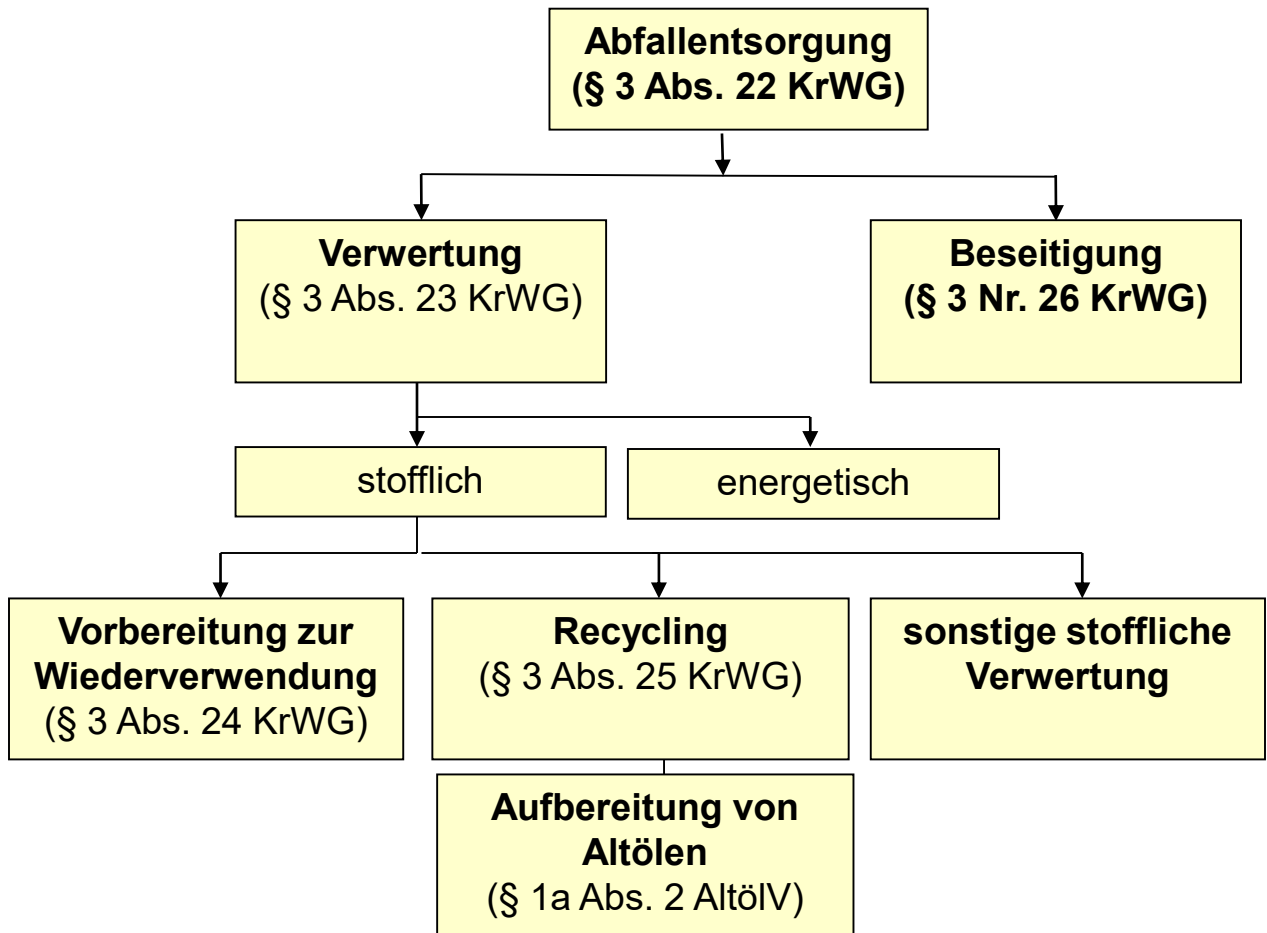 Abfallentsorgung
(§ 3 Abs. 22 KrWG)
Verwertung
(§ 3 Abs. 23 KrWG)
Beseitigung
(§ 3 Nr. 26 KrWG)
stofflich
energetisch
Vorbereitung zur
Wiederverwendung
(§ 3 Abs. 24 KrWG)
Recycling
(§ 3 Abs. 25 KrWG)
sonstige stoffliche
Verwertung
Aufbereitung von
Altölen
(§ 1a Abs. 2 AltölV)